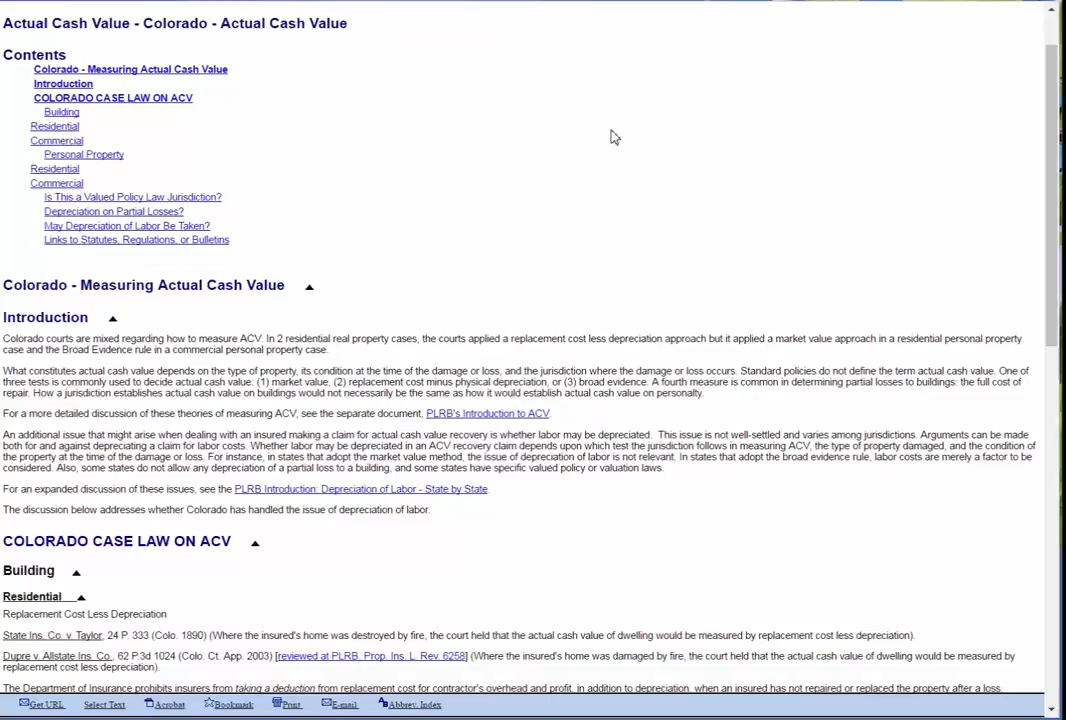 Actual Cash Value - Colorado - Actual Cash Value
Contents
Colorado - Measuring Actual Cash Value
Introduction
COLORADO CASE LAW ON ACV
Building
Residential
Commercial
Personal Property
Residential
Commercial
Is This a Valued Policy Law Jurisdiction?
Depreciation on Partial Losses?
May Depreciation of Labor Be Taken?
Links to Statutes, Regulations, or Bulletins
Colorado - Measuring Actual Cash Value
Introduction
Colorado courts are mixed regarding how to measure ACV. In 2 residential real property cases, the courts applied a replacement cost less depreciation approach but it applied a market value approach in a residential personal property
case and the Broad Evidence rule in a commercial personal property case.
What constitutes actual cash value depends on the type of property, its condition at the time of the damage or loss, and the jurisdiction where the damage or loss occurs. Standard policies do not define the term actual cash value. One of
three tests is commonly used to decide actual cash value: (1) market value, (2) replacement cost minus physical depreciation, or (3) broad evidence. A fourth measure is common in determining partial losses to buildings: the full cost of
repair. How a jurisdiction establishes actual cash value on buildings would not necessarily be the same as how it would establish actual cash value on personalty.
For a more detailed discussion of these theories of measuring ACV, see the separate document, PLRB's Introduction to ACV.
An additional issue that might arise when dealing with an insured making a claim for actual cash value recovery is whether labor may be depreciated. This issue is not well-settled and varies among jurisdictions. Arguments can be made
both for and against depreciating a claim for labor costs. Whether labor may be depreciated in an ACV recovery claim depends upon which test the jurisdiction follows in measuring ACV, the type of property damaged, and the condition of
the property at the time of the damage or loss. For instance, in states that adopt the market value method, the issue of depreciation of labor is not relevant. In states that adopt the broad evidence rule, labor costs are merely a factor to be
considered. Also, some states do not allow any depreciation of a partial loss to a building, and some states have specific valued policy or valuation laws.
For an expanded discussion of these issues, see the PLRB Introduction: Depreciation of Labor - State by State
The discussion below addresses whether Colorado has handled the issue of depreciation of labor.
COLORADO CASE LAW ON ACV
Building
Residential
Replacement Cost Less Depreciation
State Ins. Co. v. Taylor, 24 P. 333 (Colo. 1890) (Where the insured's home was destroyed by fire, the court held that the actual cash value of dwelling would be measured by replacement cost less depreciation).
Dupre v. Allstate Ins. Co., 62 P.3d 1024 (Colo. Ct. App. 2003) [reviewed at PLRB, Prop. Ins. L. Rev. 6258] (Where the insured's home was damaged by fire, the court held that the actual cash value of dwelling would be measured by
replacement cost less depreciation).
The Department of Insurance prohibits insurers from taking a deduction from replacement cost for contractor's overhead and profit, in addition to depreciation, when an insured has not repaired or replaced the property after a loss.
Get URL Select Text Acrobat Bookmark Print E-mail Abbrev. Index